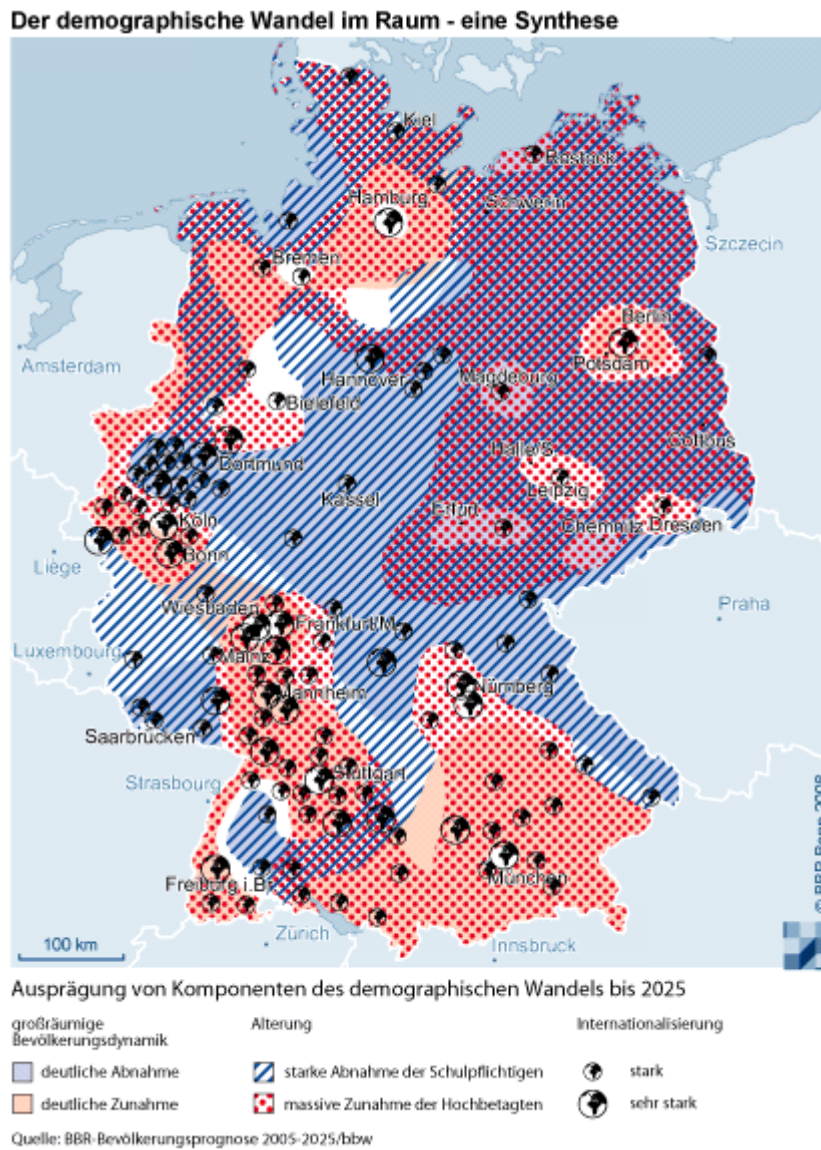 Der demographische Wandel im Raum - eine Synthese
Kiel
Rostock
Hamburg
Schwerin
Szczecin
Bremen
Berlin
Amsterdam
Potsdam
Hannover
Magdeburg
Bielefeld
Cottbus
Dortmund
Halle/S.
Kassel
Leipzig
Köln
Erfurt
Chemnitz
Dresden
Bonn
Liège
Wiesbaden
Praha
Frankfurt/M.
Luxembourg
Mainz
Mannheim
Nürnberg
Saarbrücken
Strasbourg
Stuttgart
München
Freiburg i.Br.
Zürich
Innsbruck
100 km
© BBR Bonn 2008
Ausprägung von Komponenten des demographischen Wandels bis 2025
großräumige
Bevölkerungsdynamik
Alterung
Internationalisierung
deutliche Abnahme
starke Abnahme der Schulpflichtigen
stark
deutliche Zunahme
massive Zunahme der Hochbetagten
sehr stark
Quelle: BBR-Bevölkerungsprognose 2005-2025/bbw